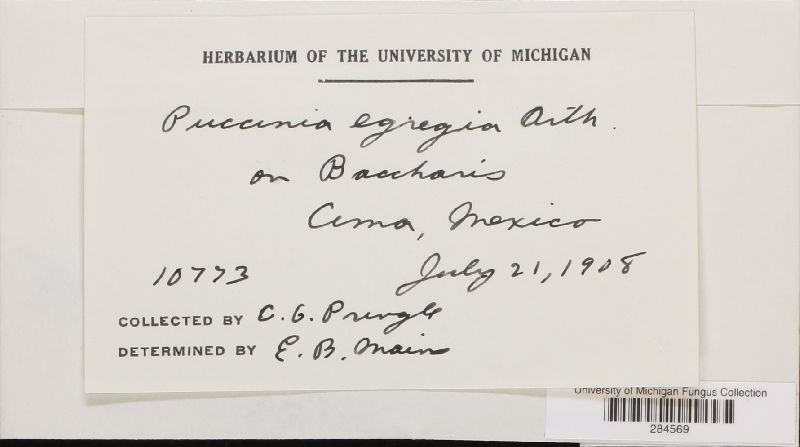 HERBARIUM OF THE UNIVERSITY OF MICHIGAN
Puccinia egregia Arth.
on Baccharis
Cima, Mexico
10773 July 21, 1908
COLLECTED BY C. G. Pringle
DETERMINED BY E. B. Mains
University of Michigan Fungus Collection
284569